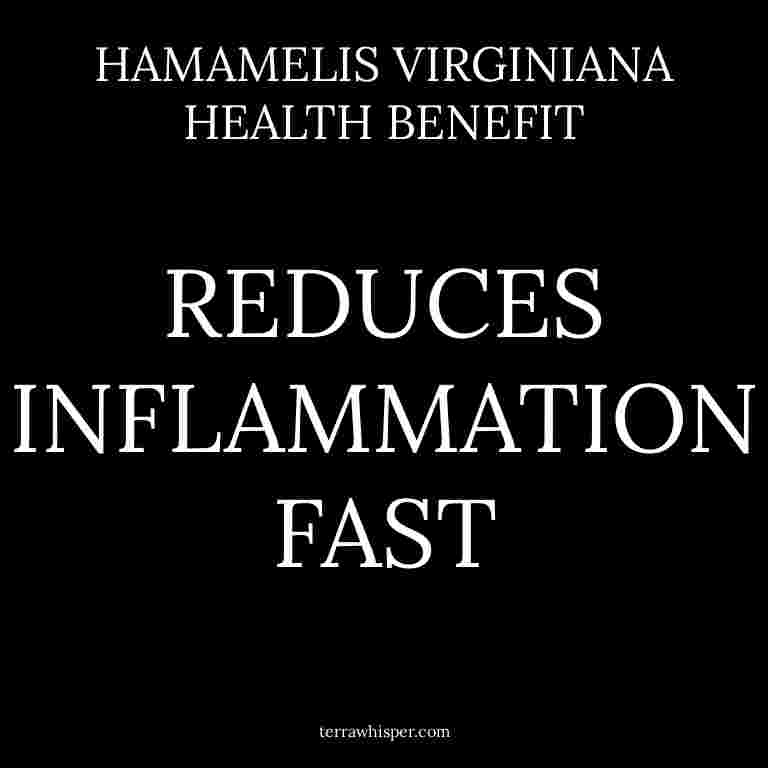 HAMAMELIS VIRGINIANA
HEALTH BENEFIT
REDUCES
INFLAMMATION
FAST
terrawhisper.com